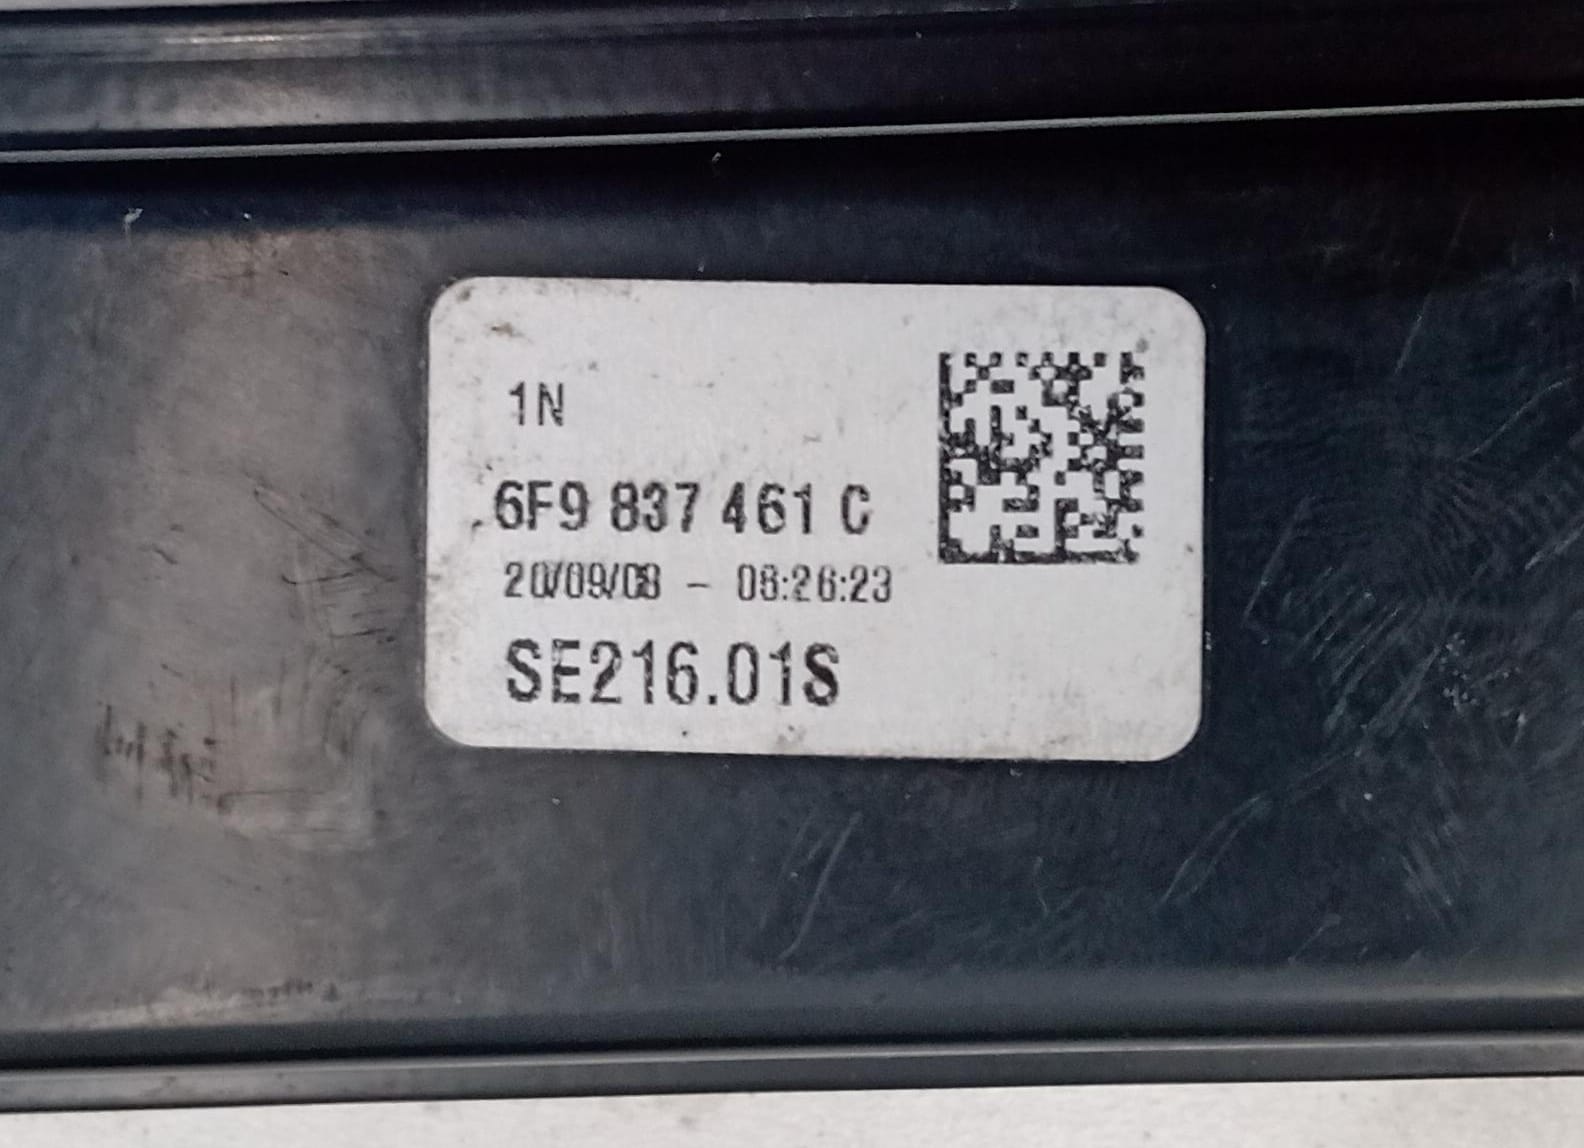 1N
6F9 837 461 C
20/09/08 - 08:26:23
SE216.01S